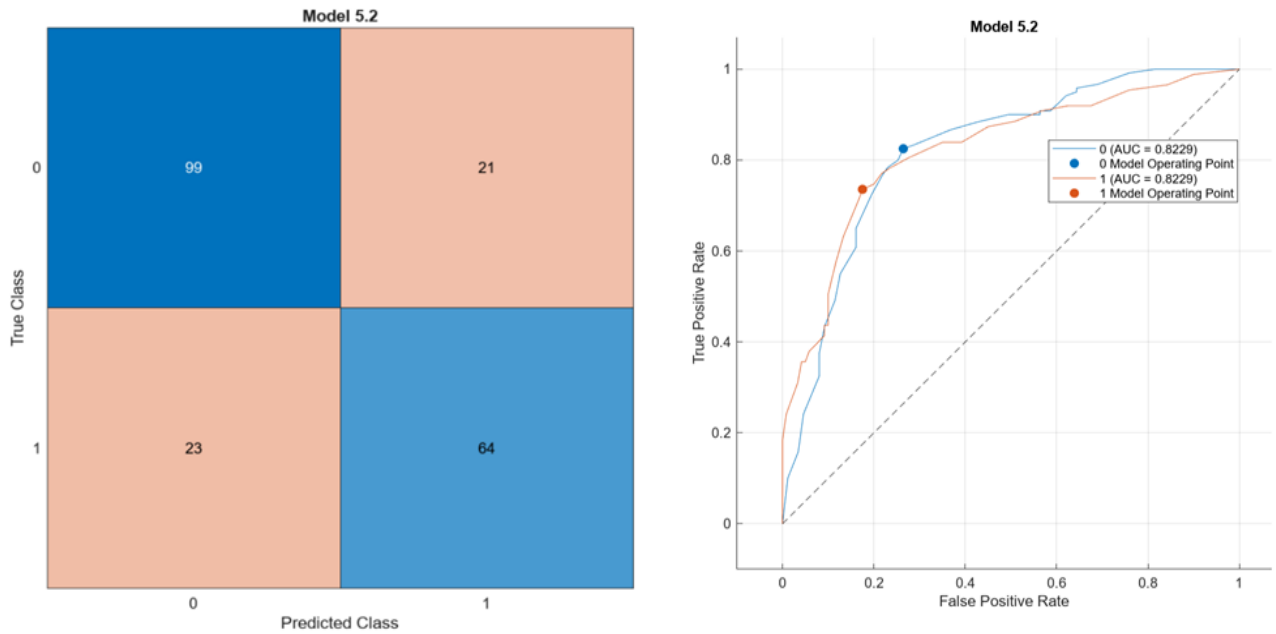 Model 5.2
True Class
0
99
21
1
23
64
0
1
Predicted Class
Model 5.2
True Positive Rate
1
0.8
0.6
0.4
0.2
0
0 (AUC = 0.8229)
0 Model Operating Point
1 (AUC = 0.8229)
1 Model Operating Point
0
0.2
0.4
0.6
0.8
1
False Positive Rate